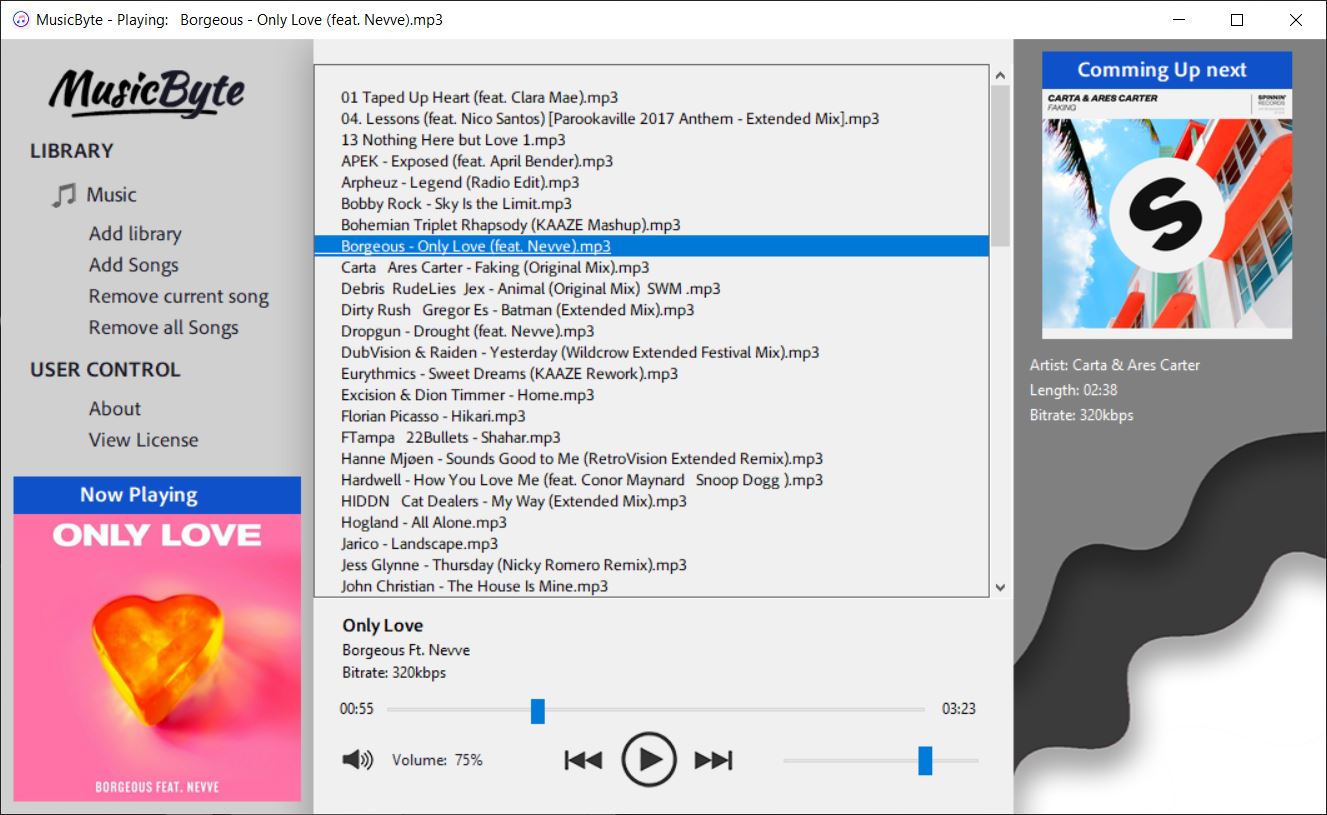 MusicByte - Playing:   Borgeous - Only Love (feat. Nevve).mp3
MusicByte
LIBRARY
Music
Add library
Add Songs
Remove current song
Remove all Songs
USER CONTROL
About
View License
Now Playing
ONLY LOVE
BORGEOUS FEAT. NEVVE
01 Taped Up Heart (feat. Clara Mae).mp3
04. Lessons (feat. Nico Santos) [Parookaville 2017 Anthem - Extended Mix].mp3
13 Nothing Here but Love 1.mp3
APEK - Exposed (feat. April Bender).mp3
Arpheuz - Legend (Radio Edit).mp3
Bobby Rock - Sky Is the Limit.mp3
Bohemian Triplet Rhapsody (KAAZE Mashup).mp3
Borgeous - Only Love (feat. Nevve).mp3
Carta   Ares Carter - Faking (Original Mix).mp3
Debris  RudeLies  Jex - Animal (Original Mix)  SWM .mp3
Dirty Rush   Gregor Es - Batman (Extended Mix).mp3
Dropgun - Drought (feat. Nevve).mp3
DubVision & Raiden - Yesterday (Wildcrow Extended Festival Mix).mp3
Eurythmics - Sweet Dreams (KAAZE Rework).mp3
Excision & Dion Timmer - Home.mp3
Florian Picasso - Hikari.mp3
FTampa   22Bullets - Shahar.mp3
Hanne Mjøen - Sounds Good to Me (RetroVision Extended Remix).mp3
Hardwell - How You Love Me (feat. Conor Maynard   Snoop Dogg ).mp3
HIDDN   Cat Dealers - My Way (Extended Mix).mp3
Hogland - All Alone.mp3
Jarico - Landscape.mp3
Jess Glynne - Thursday (Nicky Romero Remix).mp3
John Christian - The House Is Mine.mp3
Only Love
Borgeous Ft. Nevve
Bitrate: 320kbps
00:55
03:23
Volume:  75%
Comming Up next
CARTA & ARES CARTER
FAKING
SPINNIN'
RECORDS
S
Artist: Carta & Ares Carter
Length: 02:38
Bitrate: 320kbps